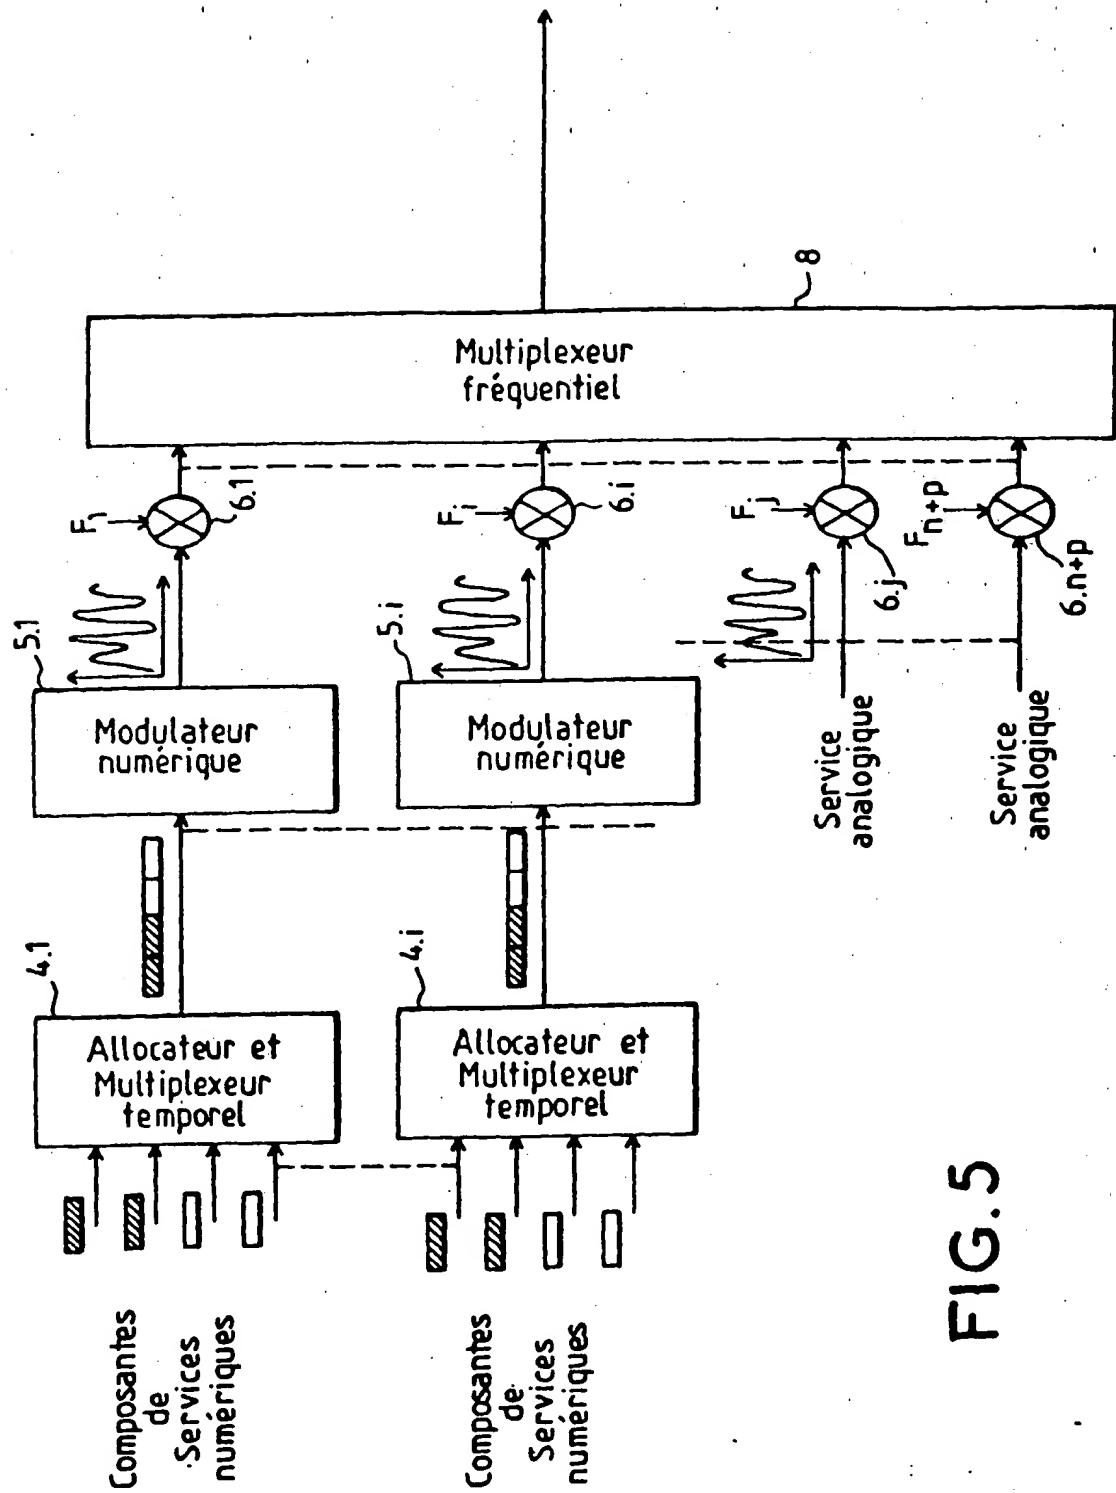 Composantes
de
Services
numériques
Allocateur et
Multiplexeur
temporel
4.1
Modulateur
numérique
5.1
F1
6.1
Composantes
de
Services
numériques
Allocateur et
Multiplexeur
temporel
4.i
Modulateur
numérique
5.i
Fi
6.i
Service
analogique
Fj
6.j
Service
analogique
Fn+p
6.n+p
Multiplexeur
fréquentiel
8
FIG.5